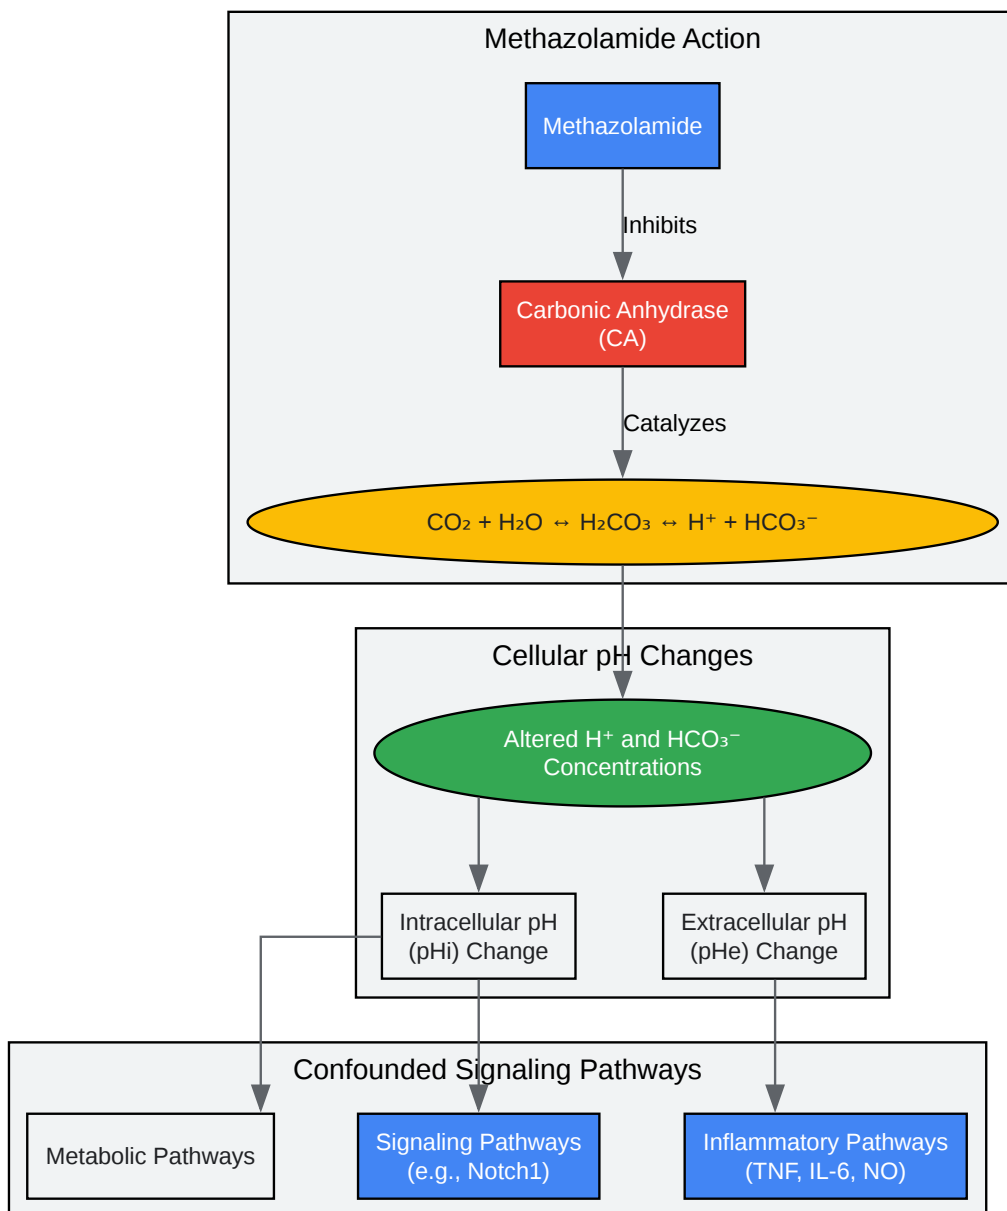 Methazolamide Action
Methazolamide
Inhibits
Carbonic Anhydrase
(CA)
Catalyzes
CO₂ + H₂O ↔ H₂CO₃ ↔ H⁺ + HCO₃⁻
Cellular pH Changes
Altered H⁺ and HCO₃⁻
Concentrations
Intracellular pH
(pHi) Change
Extracellular pH
(pHe) Change
Confounded Signaling Pathways
Metabolic Pathways
Signaling Pathways
(e.g., Notch1)
Inflammatory Pathways
(TNF, IL-6, NO)